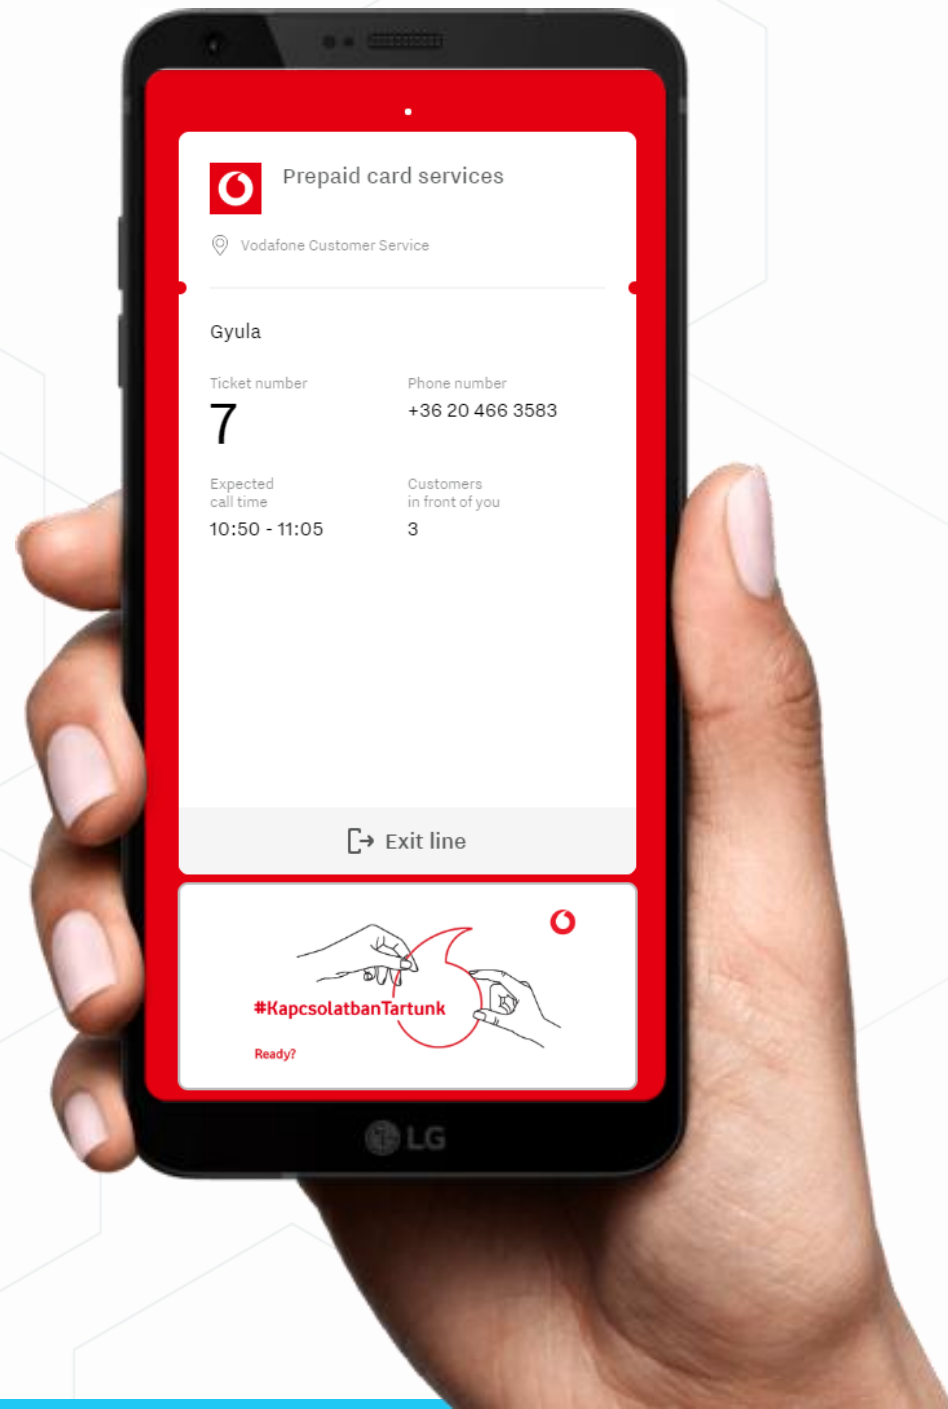 Prepaid card services
Vodafone Customer Service
Gyula
Ticket number
Phone number
7
+36 20 466 3583
Expected
call time
Customers
in front of you
10:50 - 11:05
3
Exit line
#KapcsolatbanTartunk
Ready?
LG